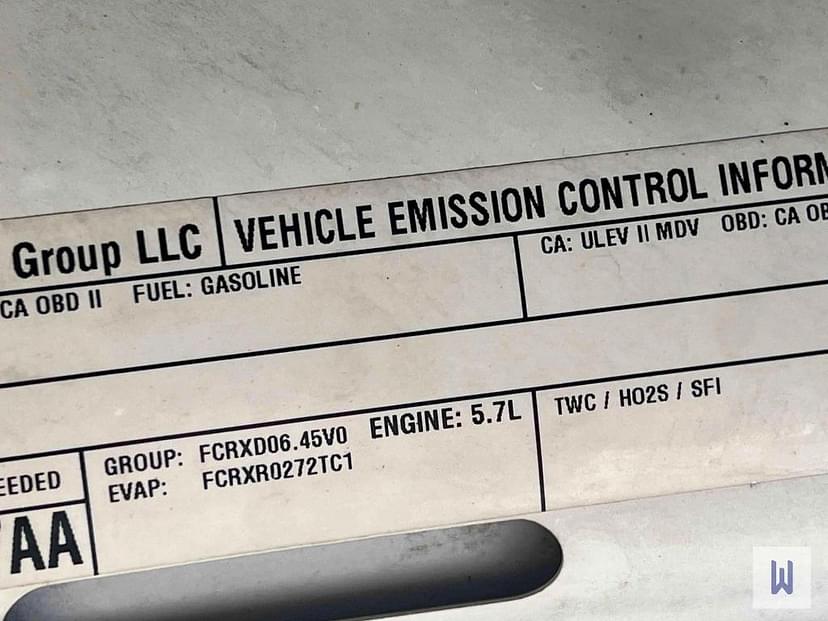 Group LLC
VEHICLE EMISSION CONTROL INFORM
CA OBD II FUEL: GASOLINE
CA: ULEV II MDV OBD: CA OB
EEDED
GROUP: FCRXD06.45V0 ENGINE: 5.7L
EVAP: FCRXR0272TC1
TWC / HO2S / SFI
AA
W